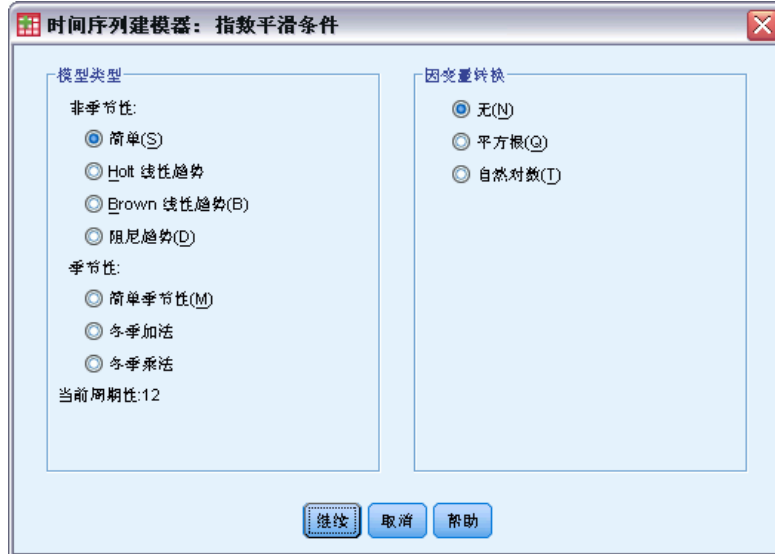 时间序列建模器：指数平滑条件
模型类型
非季节性:
简单(S)
Holt 线性趋势
Brown 线性趋势(B)
阻尼趋势(D)
季节性:
简单季节性(M)
冬季加法
冬季乘法
当前周期性:12
因变量转换
无(N)
平方根(Q)
自然对数(T)
继续
取消
帮助